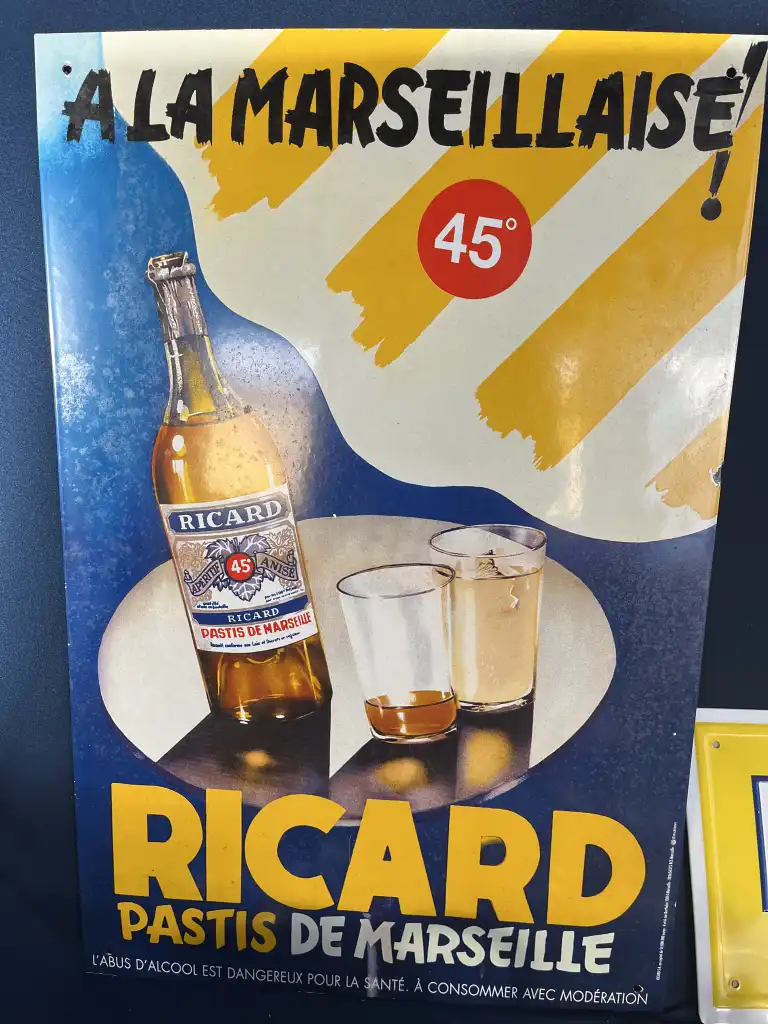 A LA MARSEILLAISE!
45°
RICARD
45°
APÉRITIF ANISÉ
RICARD
PASTIS DE MARSEILLE
RICARD
PASTIS DE MARSEILLE
L'ABUS D'ALCOOL EST DANGEREUX POUR LA SANTÉ. À CONSOMMER AVEC MODÉRATION